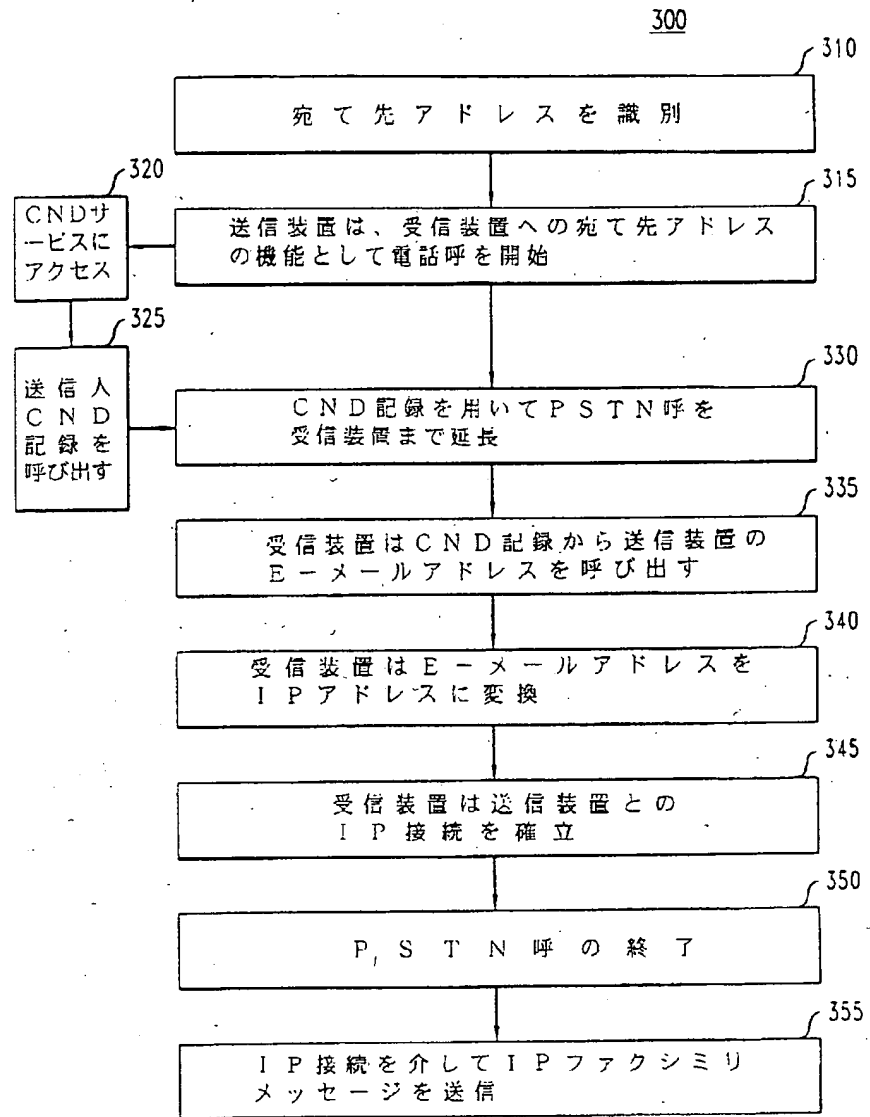 300
310
宛て先アドレスを識別
315
送信装置は、受信装置への宛て先アドレス
の機能として電話呼を開始
320
CNDサ
ービスに
アクセス
325
送信人
CND
記録を
呼び出す
330
CND記録を用いてPSTN呼を
受信装置まで延長
335
受信装置はCND記録から送信装置の
E-メールアドレスを呼び出す
340
受信装置はE-メールアドレスを
IPアドレスに変換
345
受信装置は送信装置との
IP接続を確立
350
PSTN呼の終了
355
IP接続を介してIPファクシミリ
メッセージを送信